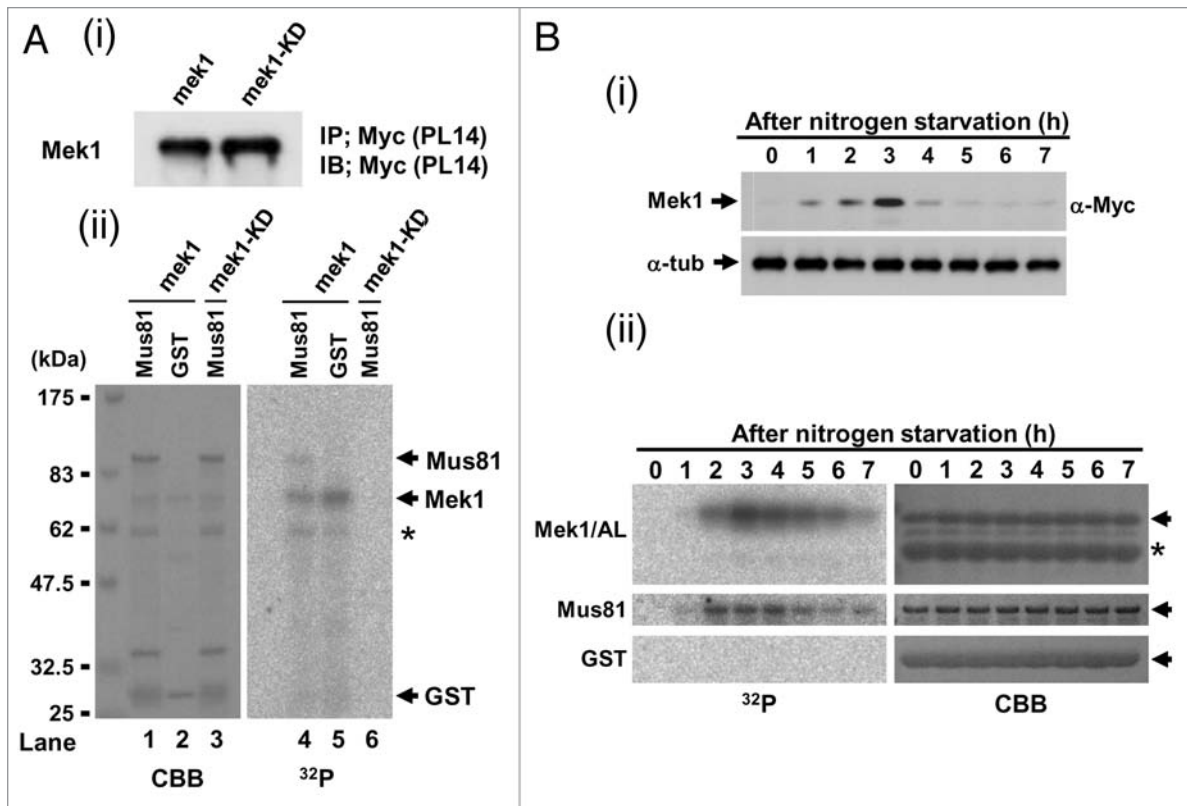 A
(i)
mek1
mek1-KD
Mek1
IP; Myc (PL14)
IB; Myc (PL14)
(ii)
mek1
mek1-KD
mek1
mek1-KD
Mus81
GST
Mus81
Mus81
GST
Mus81
(kDa)
175
83
62
47.5
32.5
25
Mus81
Mek1
*
GST
Lane 1 2 3 4 5 6
CBB
32P
B
(i)
After nitrogen starvation (h)
0 1 2 3 4 5 6 7
Mek1
α-Myc
α-tub
(ii)
After nitrogen starvation (h)
0 1 2 3 4 5 6 7 0 1 2 3 4 5 6 7
Mek1/AL
*
Mus81
GST
32P
CBB